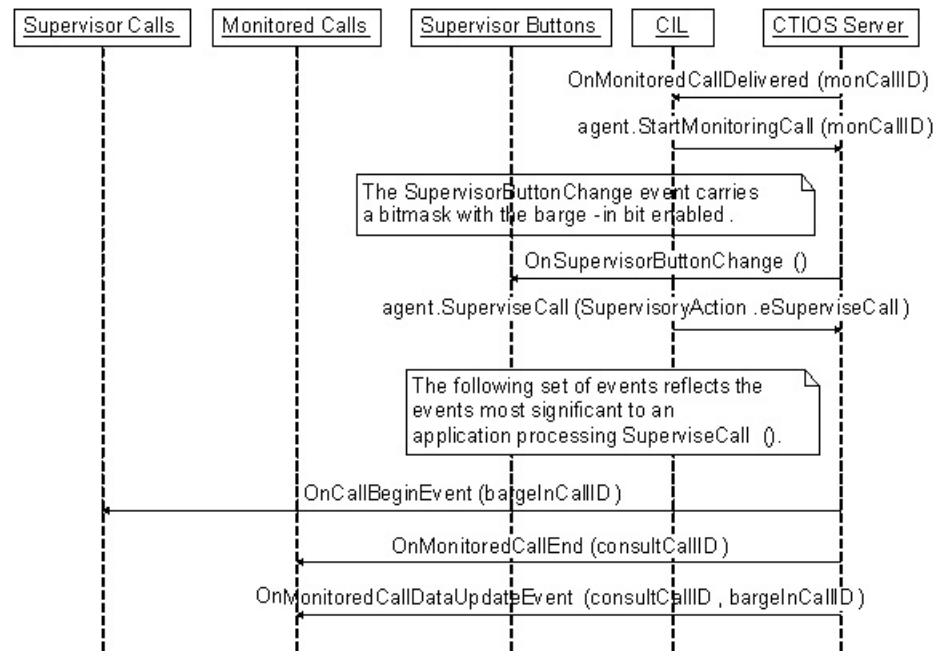 Supervisor Calls
Monitored Calls
Supervisor Buttons
CIL
CTIOS Server
OnMonitoredCallDelivered (monCallID)
agent.StartMonitoringCall (monCallID)
The SupervisorButtonChange event carries
a bitmask with the barge -in bit enabled .
OnSupervisorButtonChange ()
agent.SuperviseCall (SupervisoryAction .eSuperviseCall )
The following set of events reflects the
events most significant to an
application processing SuperviseCall ().
OnCallBeginEvent (bargeInCallID )
OnMonitoredCallEnd (consultCallID )
OnMonitoredCallDataUpdateEvent (consultCallID , bargeInCallID )